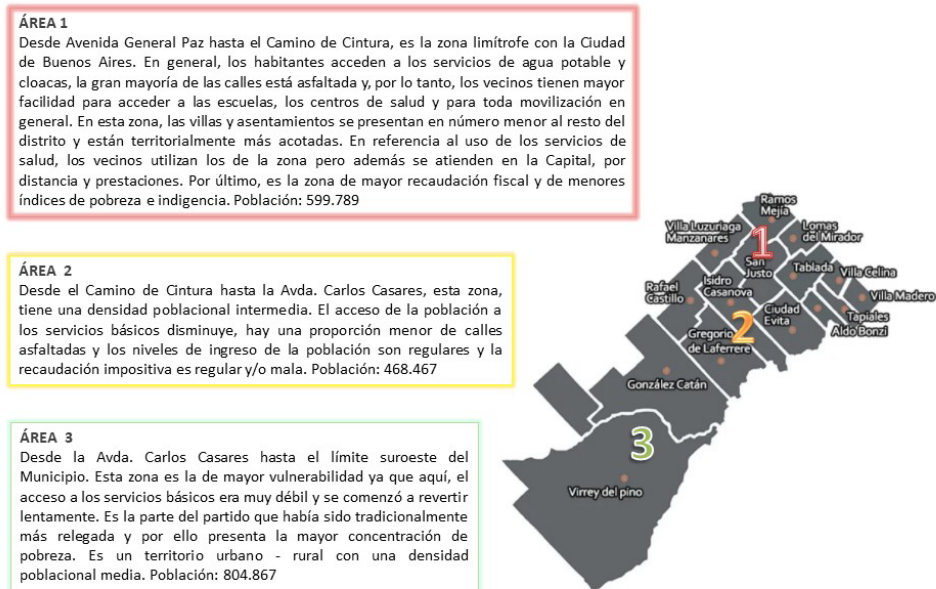 ÁREA 1
Desde Avenida General Paz hasta el Camino de Cintura, es la zona limítrofe con la Ciudad
de Buenos Aires. En general, los habitantes acceden a los servicios de agua potable y
cloacas, la gran mayoría de las calles está asfaltada y, por lo tanto, los vecinos tienen mayor
facilidad para acceder a las escuelas, los centros de salud y para toda movilización en
general. En esta zona, las villas y asentamientos se presentan en número menor al resto del
distrito y están territorialmente más acotadas. En referencia al uso de los servicios de
salud, los vecinos utilizan los de la zona pero además se atienden en la Capital, por
distancia y prestaciones. Por último, es la zona de mayor recaudación fiscal y de menores
índices de pobreza e indigencia. Población: 599.789
ÁREA 2
Desde el Camino de Cintura hasta la Avda. Carlos Casares, esta zona,
tiene una densidad poblacional intermedia. El acceso de la población a
los servicios básicos disminuye, hay una proporción menor de calles
asfaltadas y los niveles de ingreso de la población son regulares y la
recaudación impositiva es regular y/o mala. Población: 468.467
ÁREA 3
Desde la Avda. Carlos Casares hasta el límite suroeste del
Municipio. Esta zona es la de mayor vulnerabilidad ya que aquí, el
acceso a los servicios básicos era muy débil y se comenzó a revertir
lentamente. Es la parte del partido que había sido tradicionalmente
más relegada y por ello presenta la mayor concentración de
pobreza. Es un territorio urbano - rural con una densidad
poblacional media. Población: 804.867
Ramos
Mejía
Villa Luzuriaga
Manzanares
Lomas
del Mirador
1
San
Justo
Tablada
Villa Celina
Isidro
Casanova
Rafael
Castillo
Villa Madero
Ciudad
Evita
Tapiales
Aldo Bonzi
2
Gregorio
de Laferrere
González Catán
3
Virrey del pino